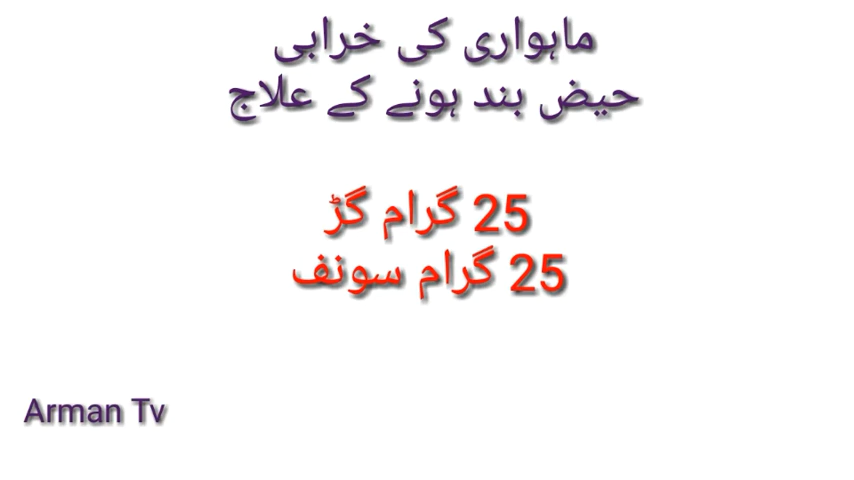 ماہواری کی خرابی
حیض بند ہونے کے علاج
25 گرام گڑ
25 گرام سونف
Arman Tv